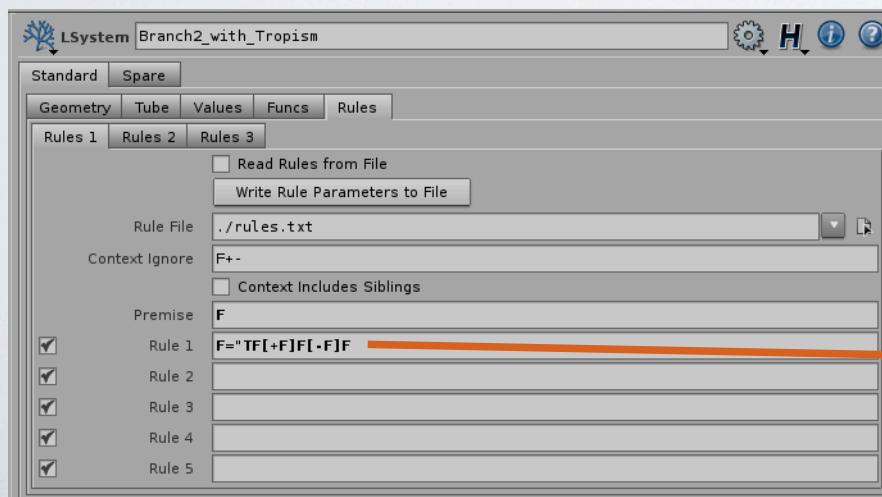 LSystem Branch2_with_Tropism
Standard Spare
Geometry Tube Values Funcs Rules
Rules 1 Rules 2 Rules 3
Read Rules from File
Write Rule Parameters to File
Rule File ./rules.txt
Context Ignore F+-
Context Includes Siblings
Premise F
Rule 1 F="TF[+F]F[-F]F
Rule 2
Rule 3
Rule 4
Rule 5